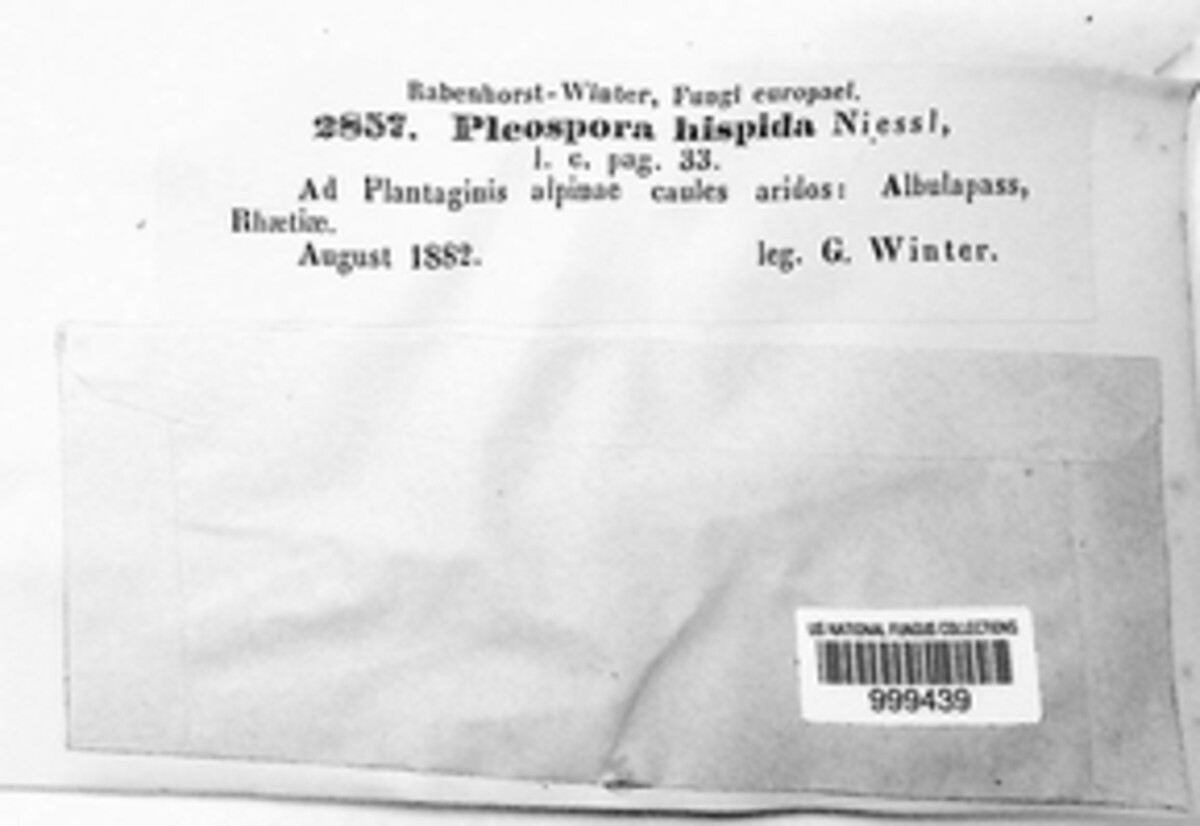 Rabenhorst-Winter, Fungi europaei.
2857. Pleospora hispida Niessl,
l. c. pag. 33.
Ad Plantaginis alpinae caules aridos: Albulapass,
Rhætiæ.
August 1882. leg. G. Winter.
US NATIONAL FUNGUS COLLECTIONS
999439